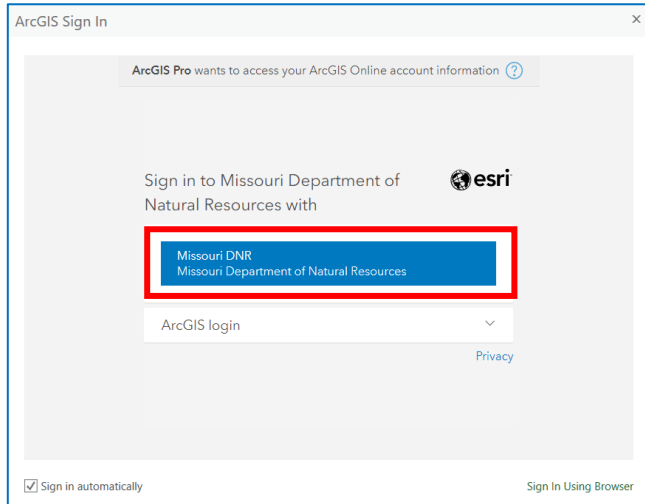 ArcGIS Sign In
ArcGIS Pro wants to access your ArcGIS Online account information ?
Sign in to Missouri Department of
Natural Resources with
esri
Missouri DNR
Missouri Department of Natural Resources
ArcGIS login
Privacy
Sign in automatically
Sign In Using Browser